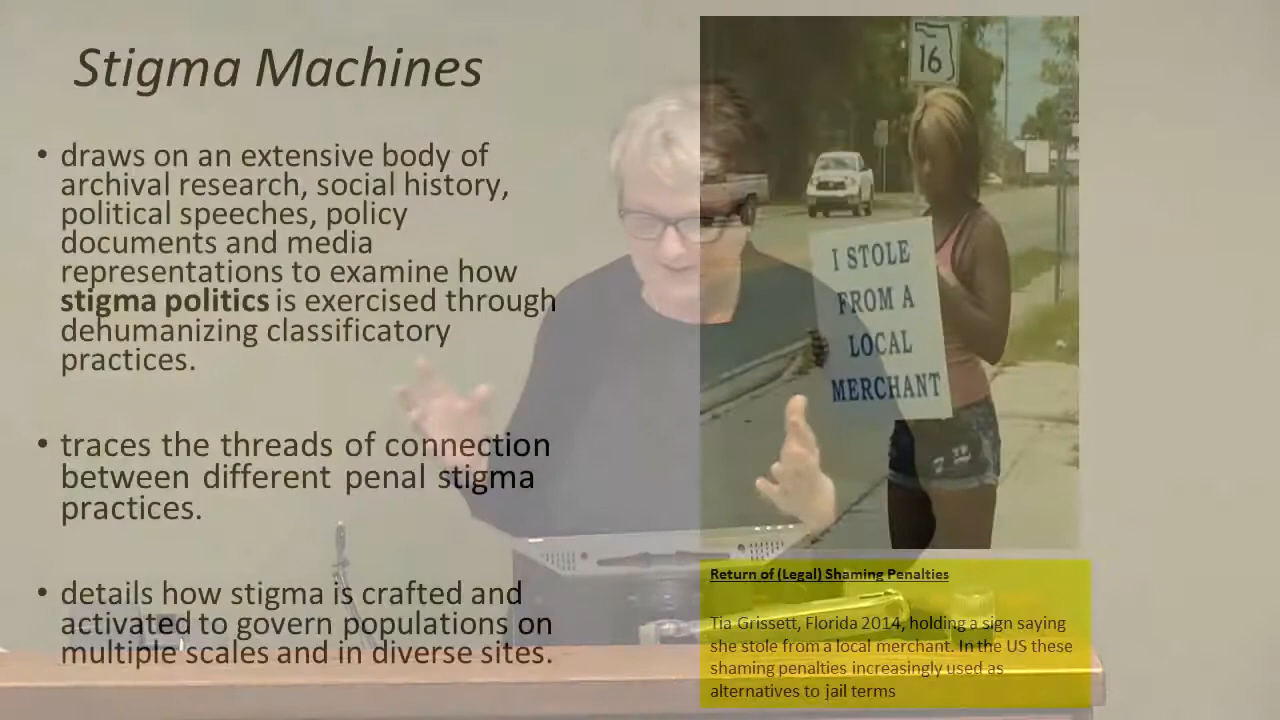 Stigma Machines
• draws on an extensive body of
archival research, social history,
political speeches, policy
documents and media
representations to examine how
stigma politics is exercised through
dehumanizing classificatory
practices.
• traces the threads of connection
between different penal stigma
practices.
• details how stigma is crafted and
activated to govern populations on
multiple scales and in diverse sites.
16
I STOLE
FROM A
LOCAL
MERCHANT
Return of (Legal) Shaming Penalties
Tia Grissett, Florida 2014, holding a sign saying
she stole from a local merchant. In the US these
shaming penalties increasingly used as
alternatives to jail terms